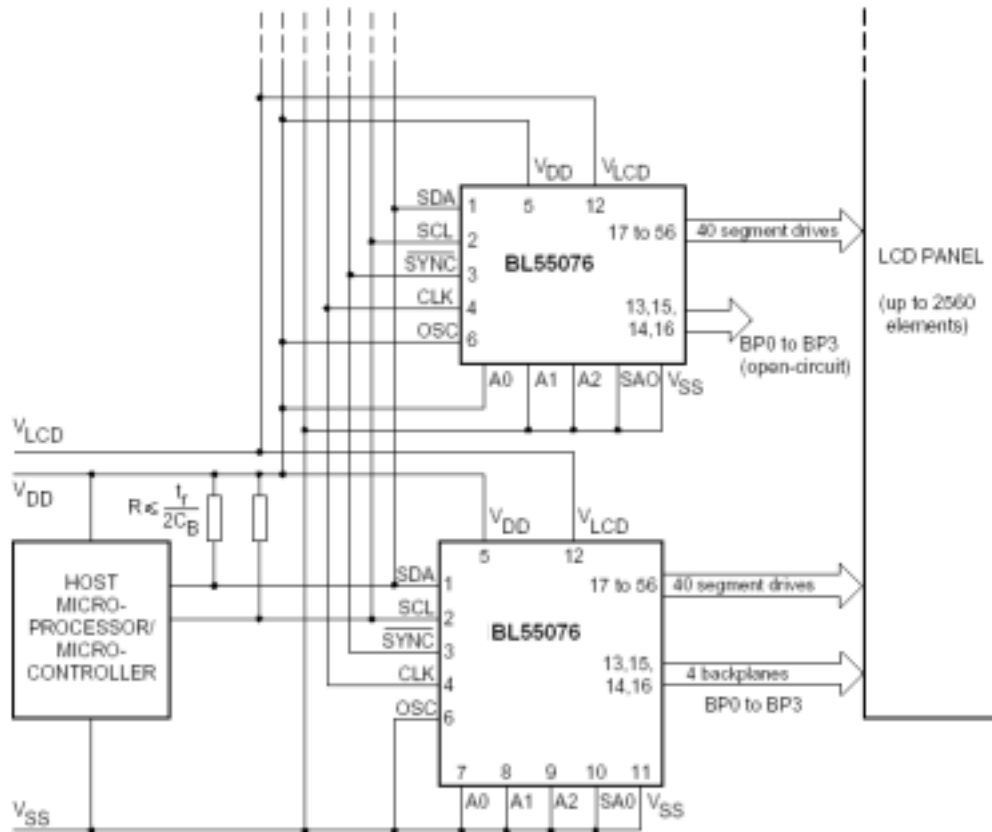 VDD
VLCD
SDA
1
5
12
17 to 56
40 segment drives
SCL
2
SYNC
3
BL55076
LCD PANEL
CLK
4
13,15,
14,16
(up to 2560
elements)
OSC
6
BP0 to BP3
(open-circuit)
A0
A1
A2
SAO
VSS
VLCD
VDD
R ≤ tr
2CB
VDD
VLCD
HOST
MICRO-
PROCESSOR/
MICRO-
CONTROLLER
SDA
1
5
12
17 to 56
40 segment drives
SCL
2
SYNC
3
BL55076
CLK
4
13,15,
14,16
4 backplanes
BP0 to BP3
OSC
6
7
8
9
10
11
A0
A1
A2
SA0
VSS
VSS